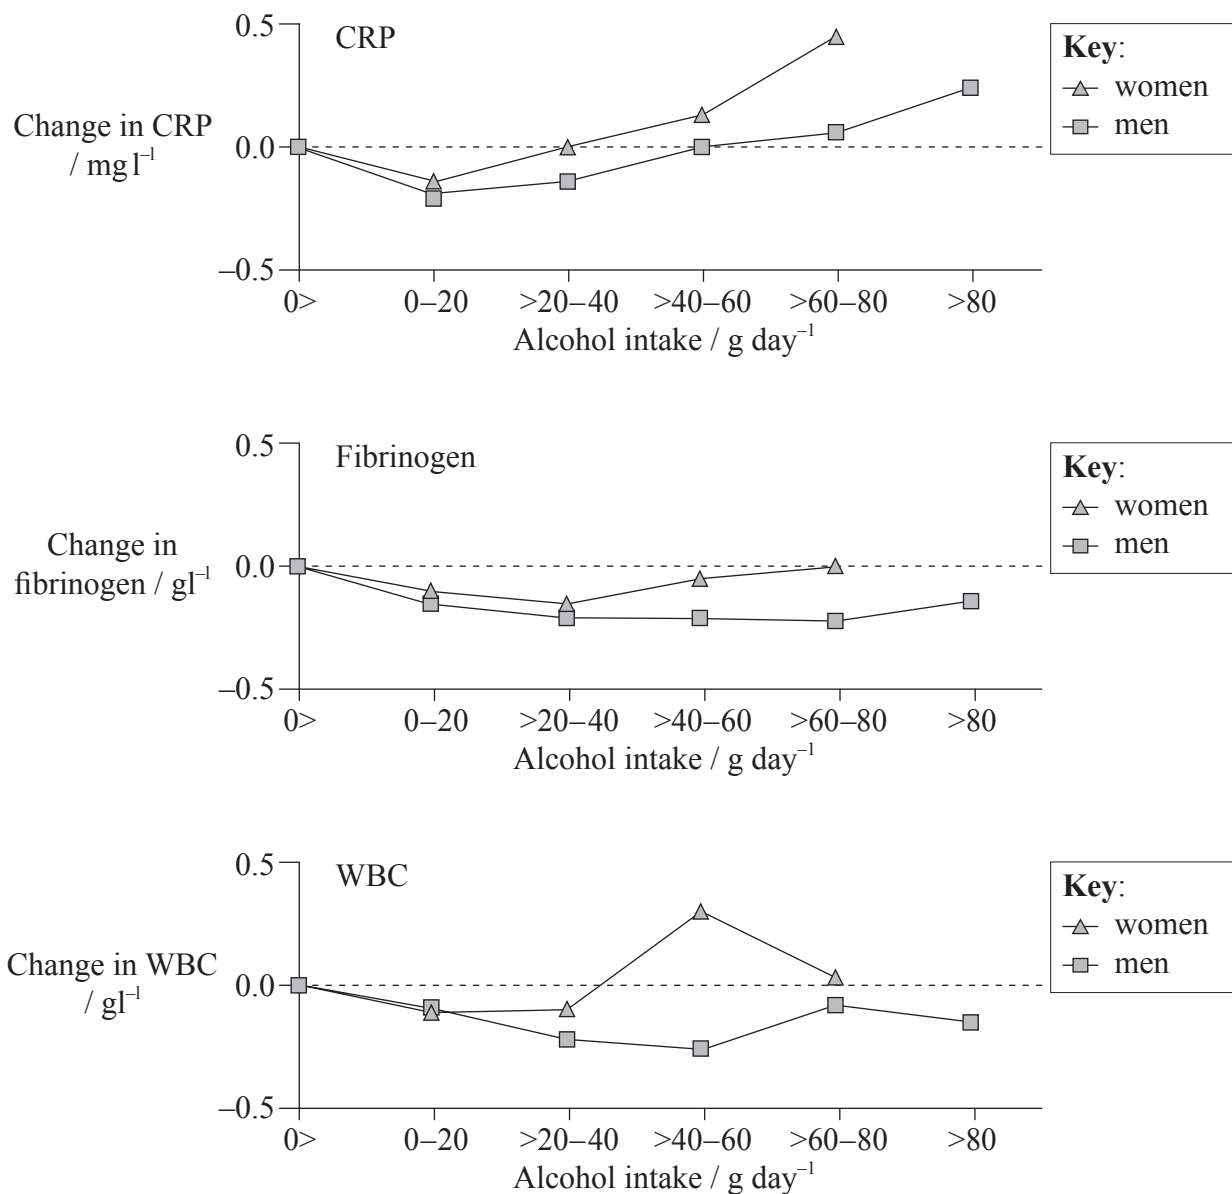 0.5
CRP
Change in CRP
/ mg l⁻¹
0.0
–0.5
0>
0–20
>20–40
>40–60
>60–80
>80
Alcohol intake / g day⁻¹
Key:
women
men
0.5
Fibrinogen
Change in
fibrinogen / gl⁻¹
0.0
–0.5
0>
0–20
>20–40
>40–60
>60–80
>80
Alcohol intake / g day⁻¹
Key:
women
men
0.5
WBC
Change in WBC
/ gl⁻¹
0.0
–0.5
0>
0–20
>20–40
>40–60
>60–80
>80
Alcohol intake / g day⁻¹
Key:
women
men